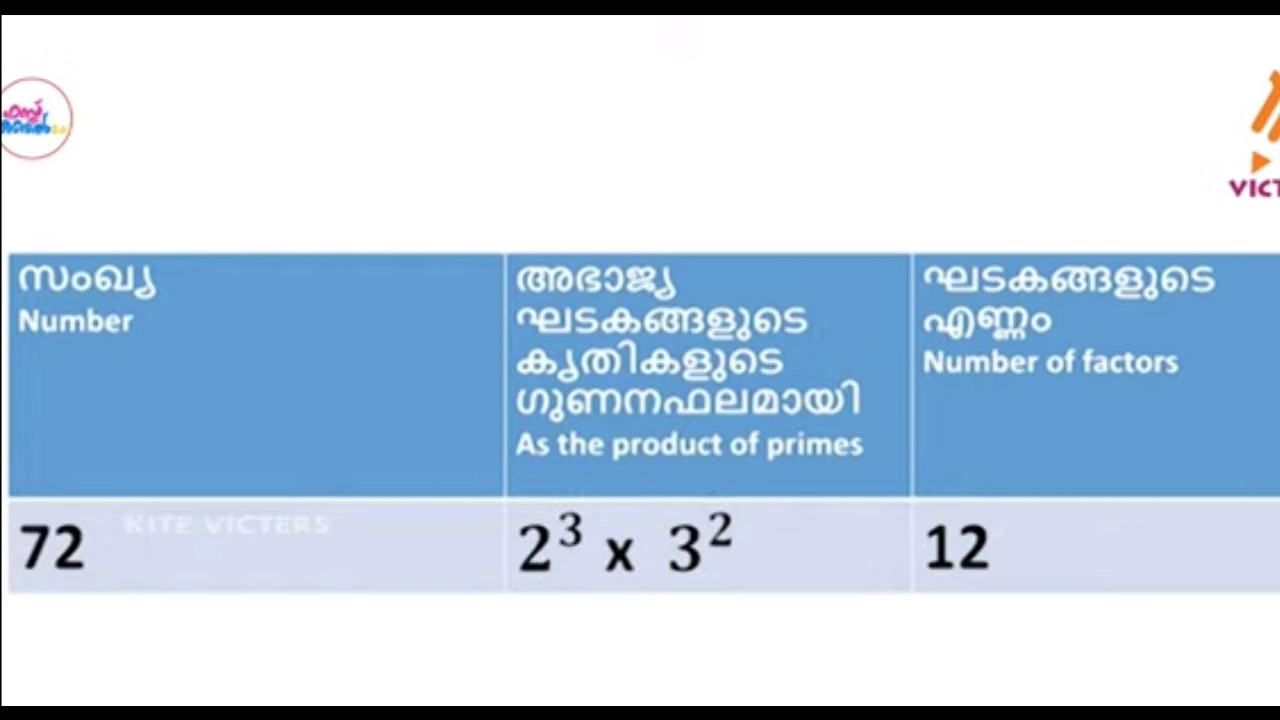 VICT
സംഖ്യ
Number
അഭാജ്യ
ഘടകങ്ങളുടെ
കൃതികളുടെ
ഗുണനഫലമായി
As the product of primes
ഘടകങ്ങളുടെ
എണ്ണം
Number of factors
72
KITE VICTERS
2³ x 3²
12